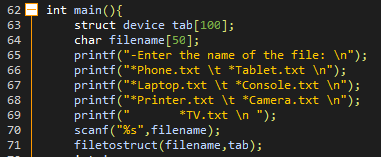 62 int main(){
63 struct device tab[100];
64 char filename[50];
65 printf("-Enter the name of the file: \n");
66 printf("*Phone.txt \t *Tablet.txt \n");
67 printf("*Laptop.txt \t *Console.txt \n");
68 printf("*Printer.txt \t *Camera.txt \n");
69 printf("       *TV.txt \n ");
70 scanf("%s",filename);
71 filetostruct(filename,tab);